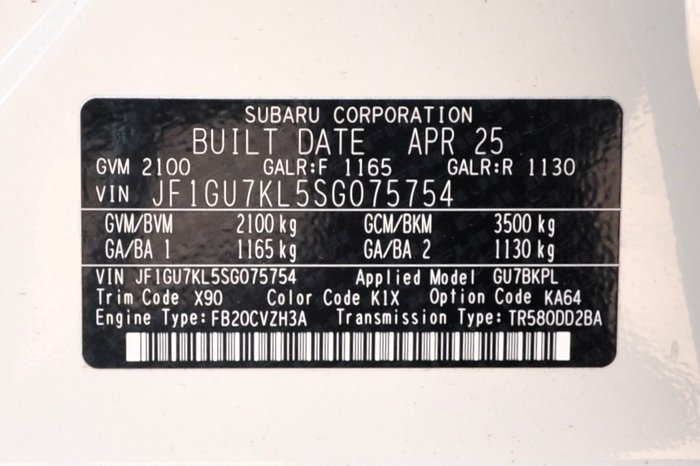 SUBARU CORPORATION
BUILT DATE APR 25
GVM 2100 GALR:F 1165 GALR:R 1130
VIN JF1GU7KL5SG075754
GVM/BVM 2100 kg GCM/BKM 3500 kg
GA/BA 1 1165 kg GA/BA 2 1130 kg
VIN JF1GU7KL5SG075754 Applied Model GU7BKPL
Trim Code X90 Color Code K1X Option Code KA64
Engine Type:FB20CVZH3A Transmission Type:TR580DD2BA